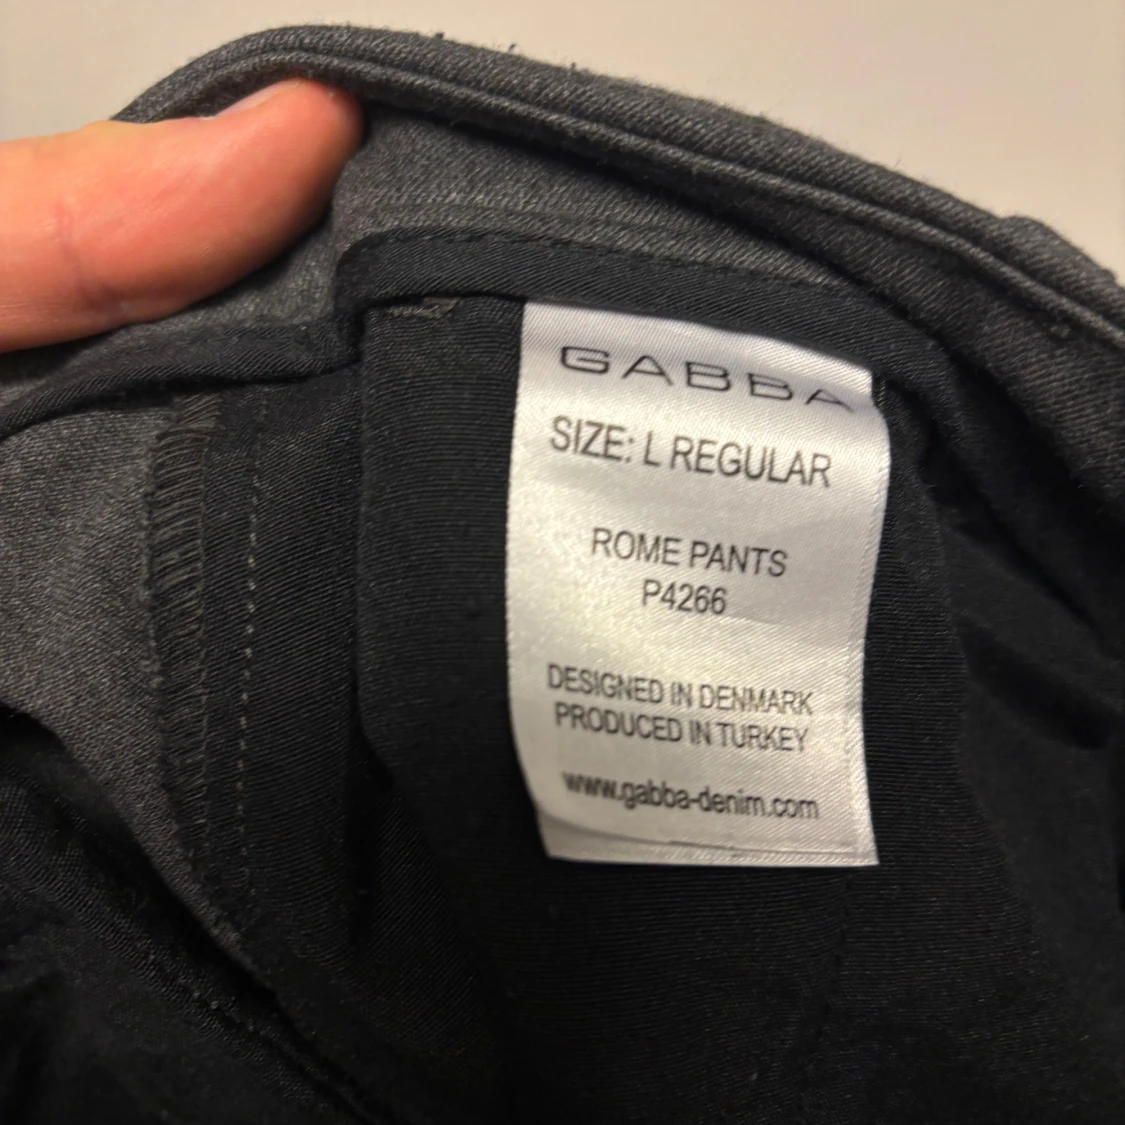 GABBA
SIZE: L REGULAR
ROME PANTS
P4266
DESIGNED IN DENMARK
PRODUCED IN TURKEY
www.gabba-denim.com